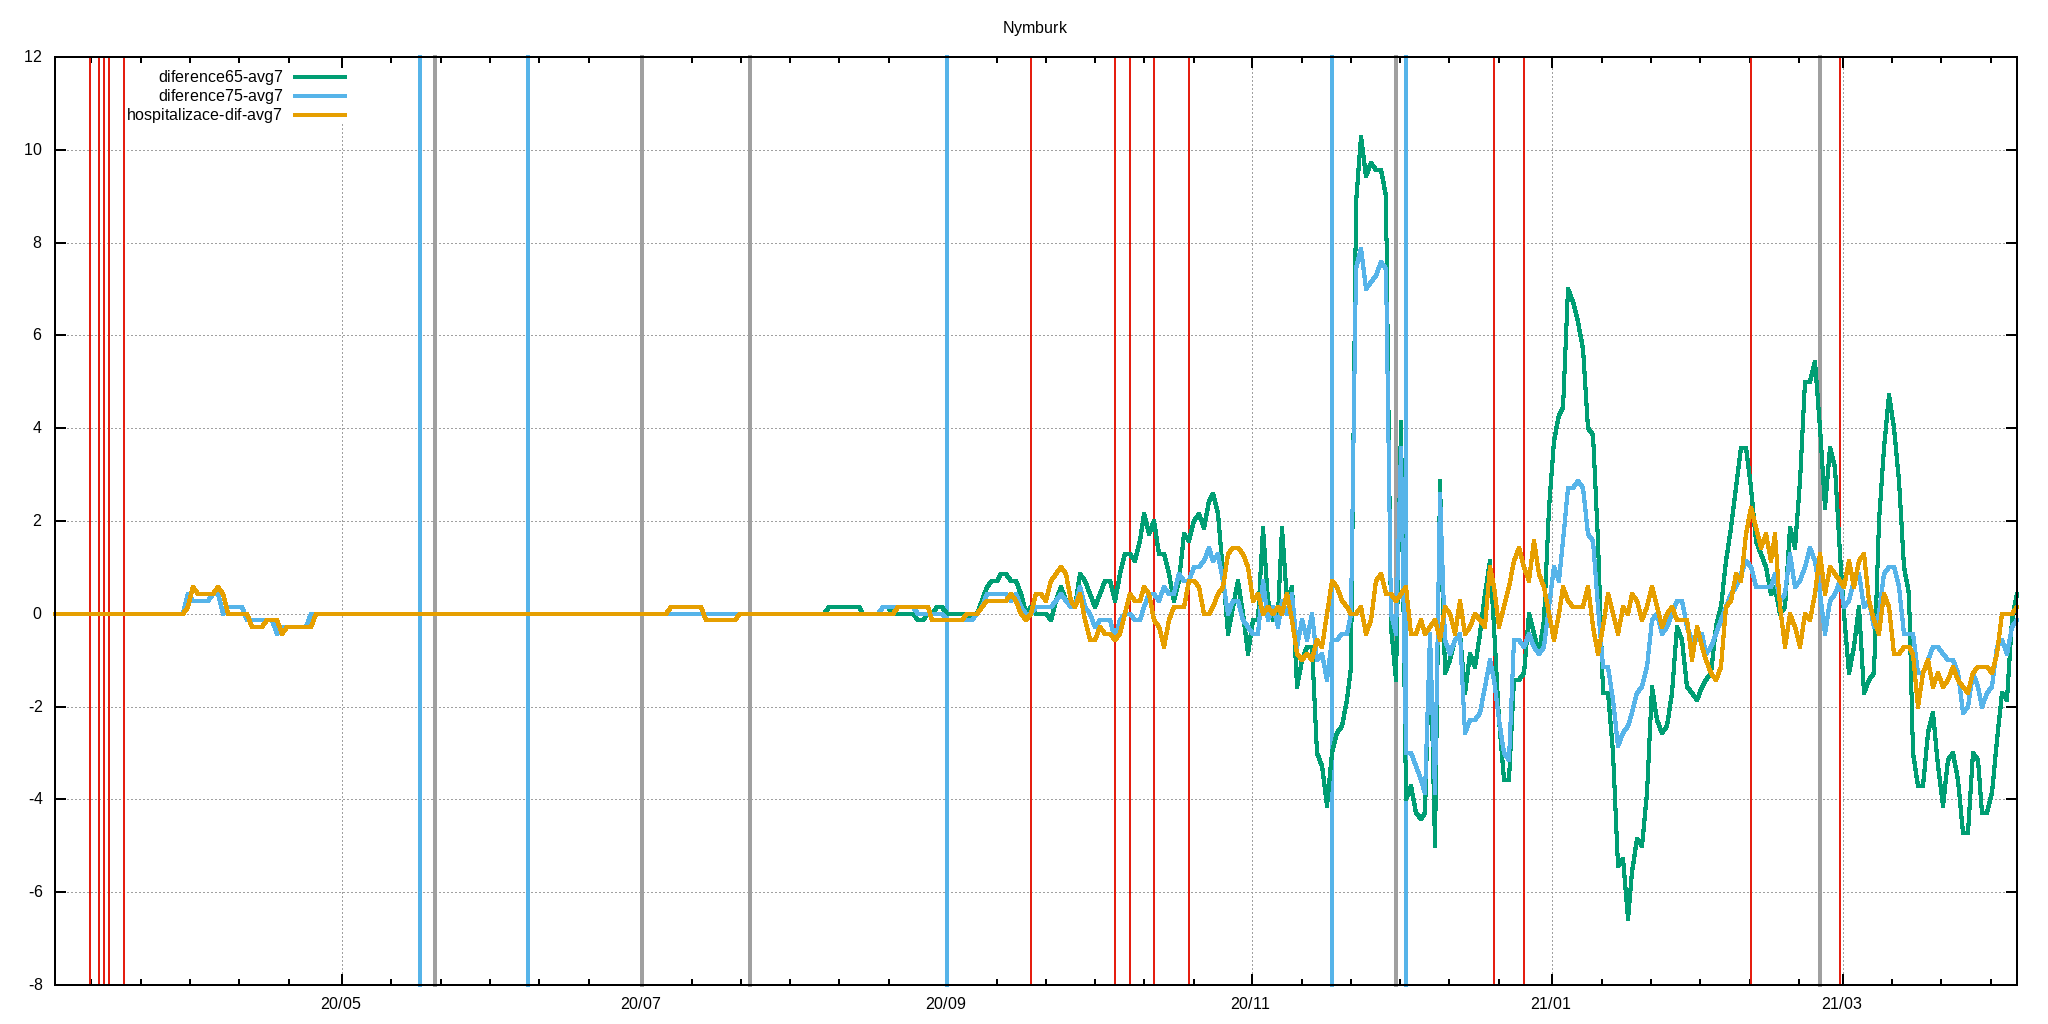 Nymburk
12
diference65-avg7
diference75-avg7
hospitalizace-dif-avg7
10
8
6
4
2
0
-2
-4
-6
-8
20/05 20/07 20/09 20/11 21/01 21/03